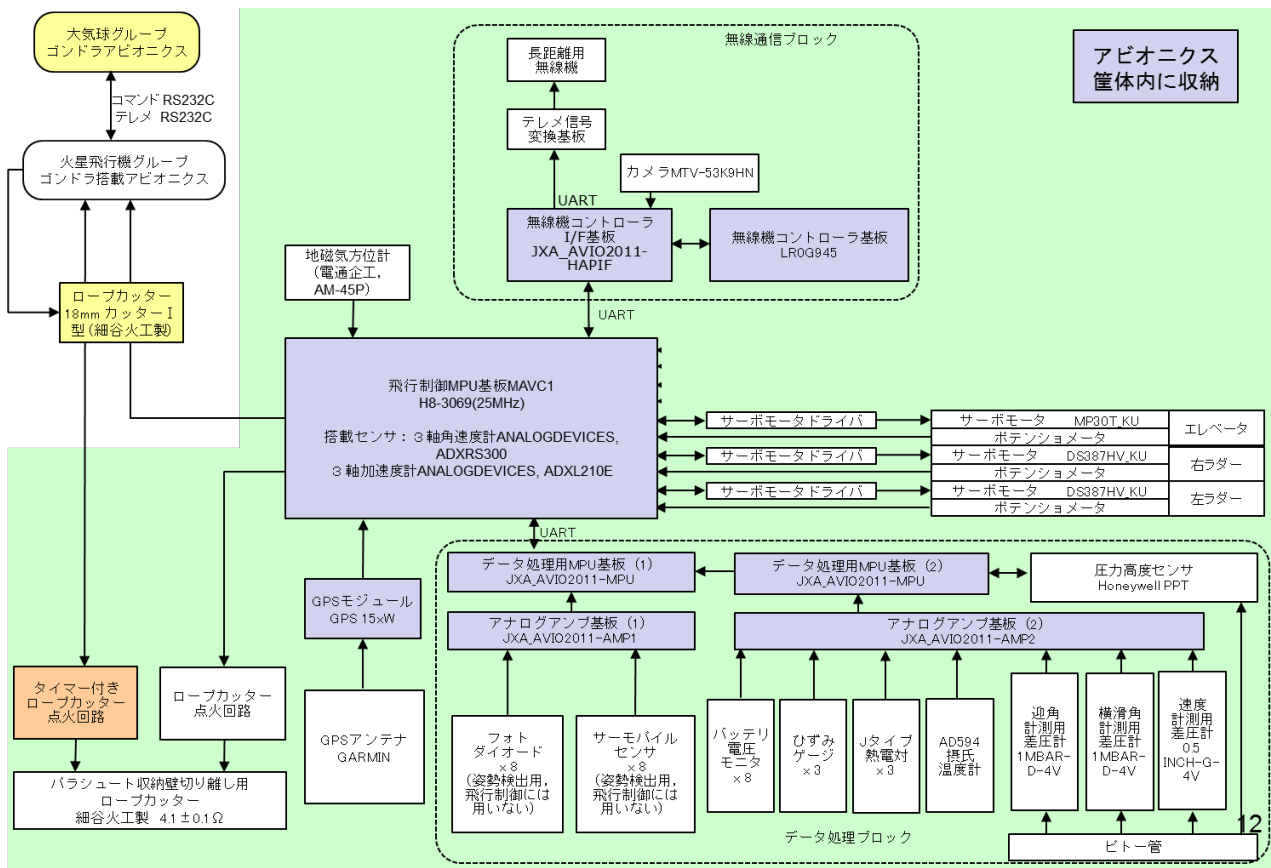 大気球グループ
ゴンドラアビオニクス
コマンド RS232C
テレメ RS232C
火星飛行機グループ
ゴンドラ搭載アビオニクス
ロープカッター
18mm カッターⅠ
型(細谷火工製)
無線通信ブロック
長距離用
無線機
テレメ信号
変換基板
カメラMTV-53K9HN
UART
無線機コントローラ
I/F基板
JXA_AVIO2011-
HAPIF
無線機コントローラ基板
LR0G945
アビオニクス
筐体内に収納
地磁気方位計
(電通企工,
AM-45P)
UART
飛行制御MPU基板MAVC1
H8-3069(25MHz)
搭載センサ：３軸角速度計ANALOGDEVICES,
ADXRS300
３軸加速度計ANALOGDEVICES, ADXL210E
サーボモータドライバ
サーボモータ MP30T_KU
ポテンショメータ
エレベータ
サーボモータドライバ
サーボモータ DS387HV_KU
ポテンショメータ
右ラダー
サーボモータドライバ
サーボモータ DS387HV_KU
ポテンショメータ
左ラダー
UART
データ処理用MPU基板（1）
JXA_AVIO2011-MPU
データ処理用MPU基板（2）
JXA_AVIO2011-MPU
圧力高度センサ
Honeywell PPT
GPSモジュール
GPS 15xW
アナログアンプ基板（1）
JXA_AVIO2011-AMP1
アナログアンプ基板（2）
JXA_AVIO2011-AMP2
タイマー付き
ロープカッター
点火回路
ロープカッター
点火回路
GPSアンテナ
GARMIN
フォト
ダイオード
×8
(姿勢検出用,
飛行制御には
用いない)
サーモパイル
センサ
×8
(姿勢検出用,
飛行制御には
用いない)
バッテリ
電圧
モニタ
×8
ひずみ
ゲージ
×3
Jタイプ
熱電対
×3
AD594
摂氏
温度計
迎角
計測用
差圧計
1MBAR-
D-4V
横滑角
計測用
差圧計
1MBAR-
D-4V
速度
計測用
差圧計
0.5
INCH-G-
4V
パラシュート収納壁切り離し用
ロープカッター
細谷火工製 4.1±0.1Ω
データ処理ブロック
ピトー管
12